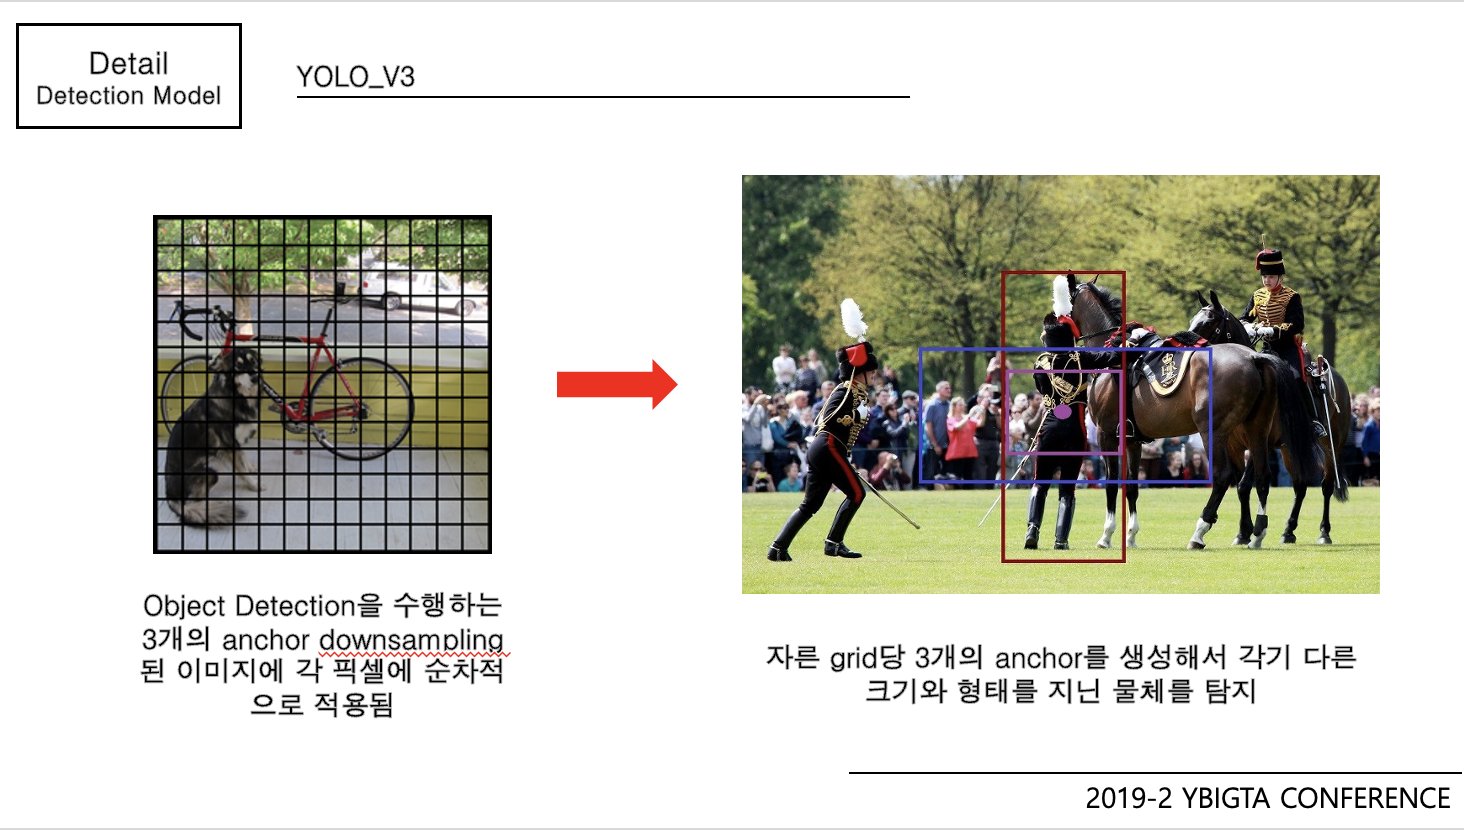 Detail
Detection Model
YOLO_V3
Object Detection을 수행하는
3개의 anchor downsampling
된 이미지에 각 픽셀에 순차적
으로 적용됨
자른 grid당 3개의 anchor를 생성해서 각기 다른
크기와 형태를 지닌 물체를 탐지
2019-2 YBIGTA CONFERENCE